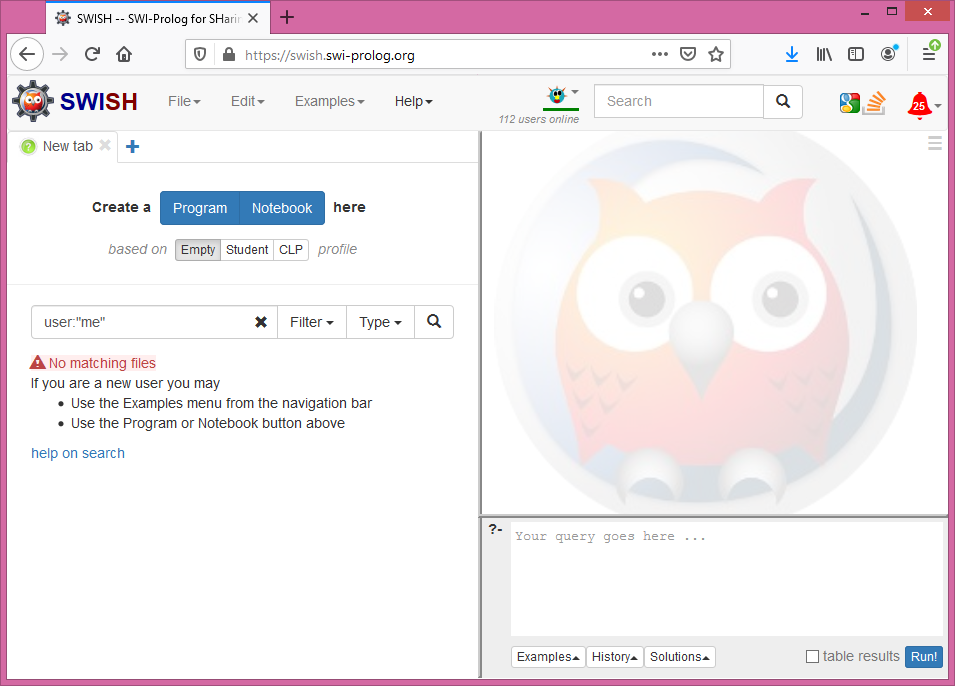 SWISH -- SWI-Prolog for SHarin
https://swish.swi-prolog.org
SWISH File Edit Examples Help
112 users online
Search
25
New tab
Create a Program Notebook here
based on Empty Student CLP profile
user:"me" Filter Type
No matching files
If you are a new user you may
Use the Examples menu from the navigation bar
Use the Program or Notebook button above
help on search
?- Your query goes here ...
Examples History Solutions table results Run!